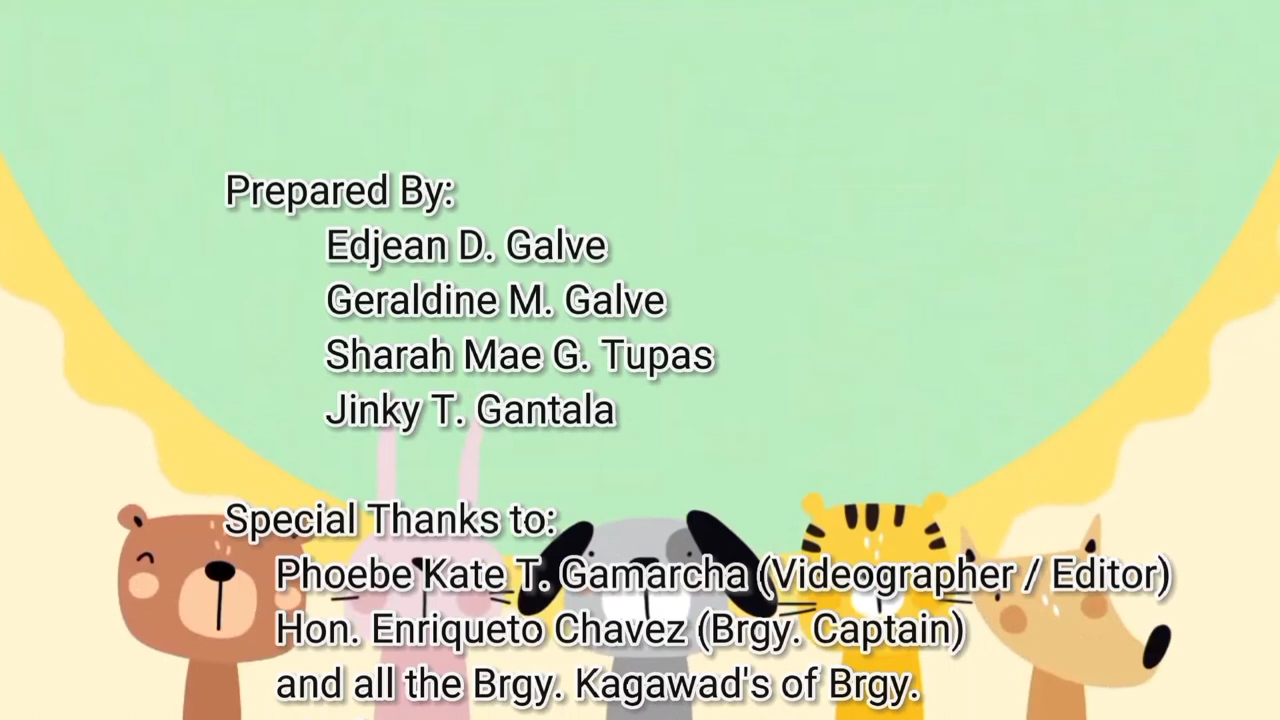 Prepared By:
Edjean D. Galve
Geraldine M. Galve
Sharah Mae G. Tupas
Jinky T. Gantala
Special Thanks to:
Phoebe Kate T. Gamarcha (Videographer / Editor)
Hon. Enriqueto Chavez (Brgy. Captain)
and all the Brgy. Kagawad's of Brgy.